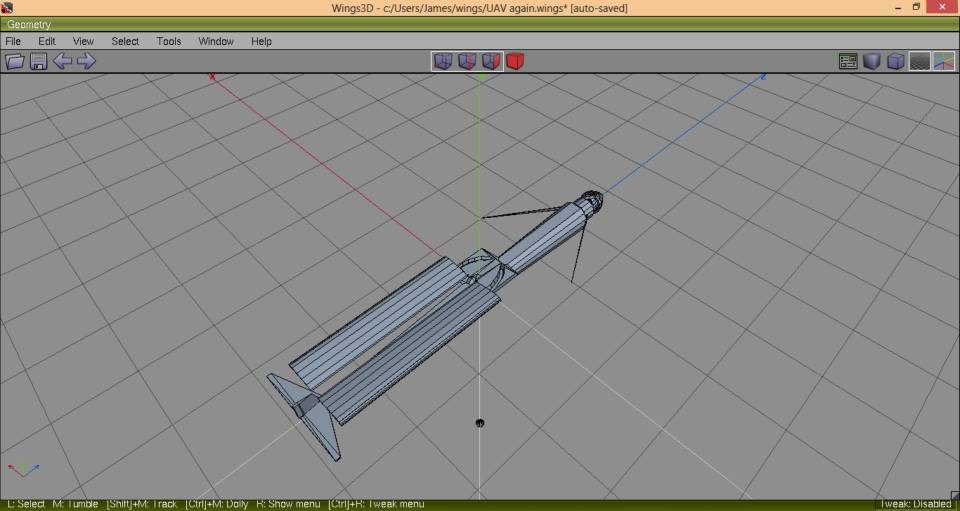 Wings3D - c:/Users/James/wings/UAV again.wings* [auto-saved]
Geometry
File Edit View Select Tools Window Help
X Y Z
L: Select M: Tumble [Shift]+M: Track [Ctrl]+M: Dolly R: Show menu [Ctrl]+R: Tweak menu Tweak: Disabled